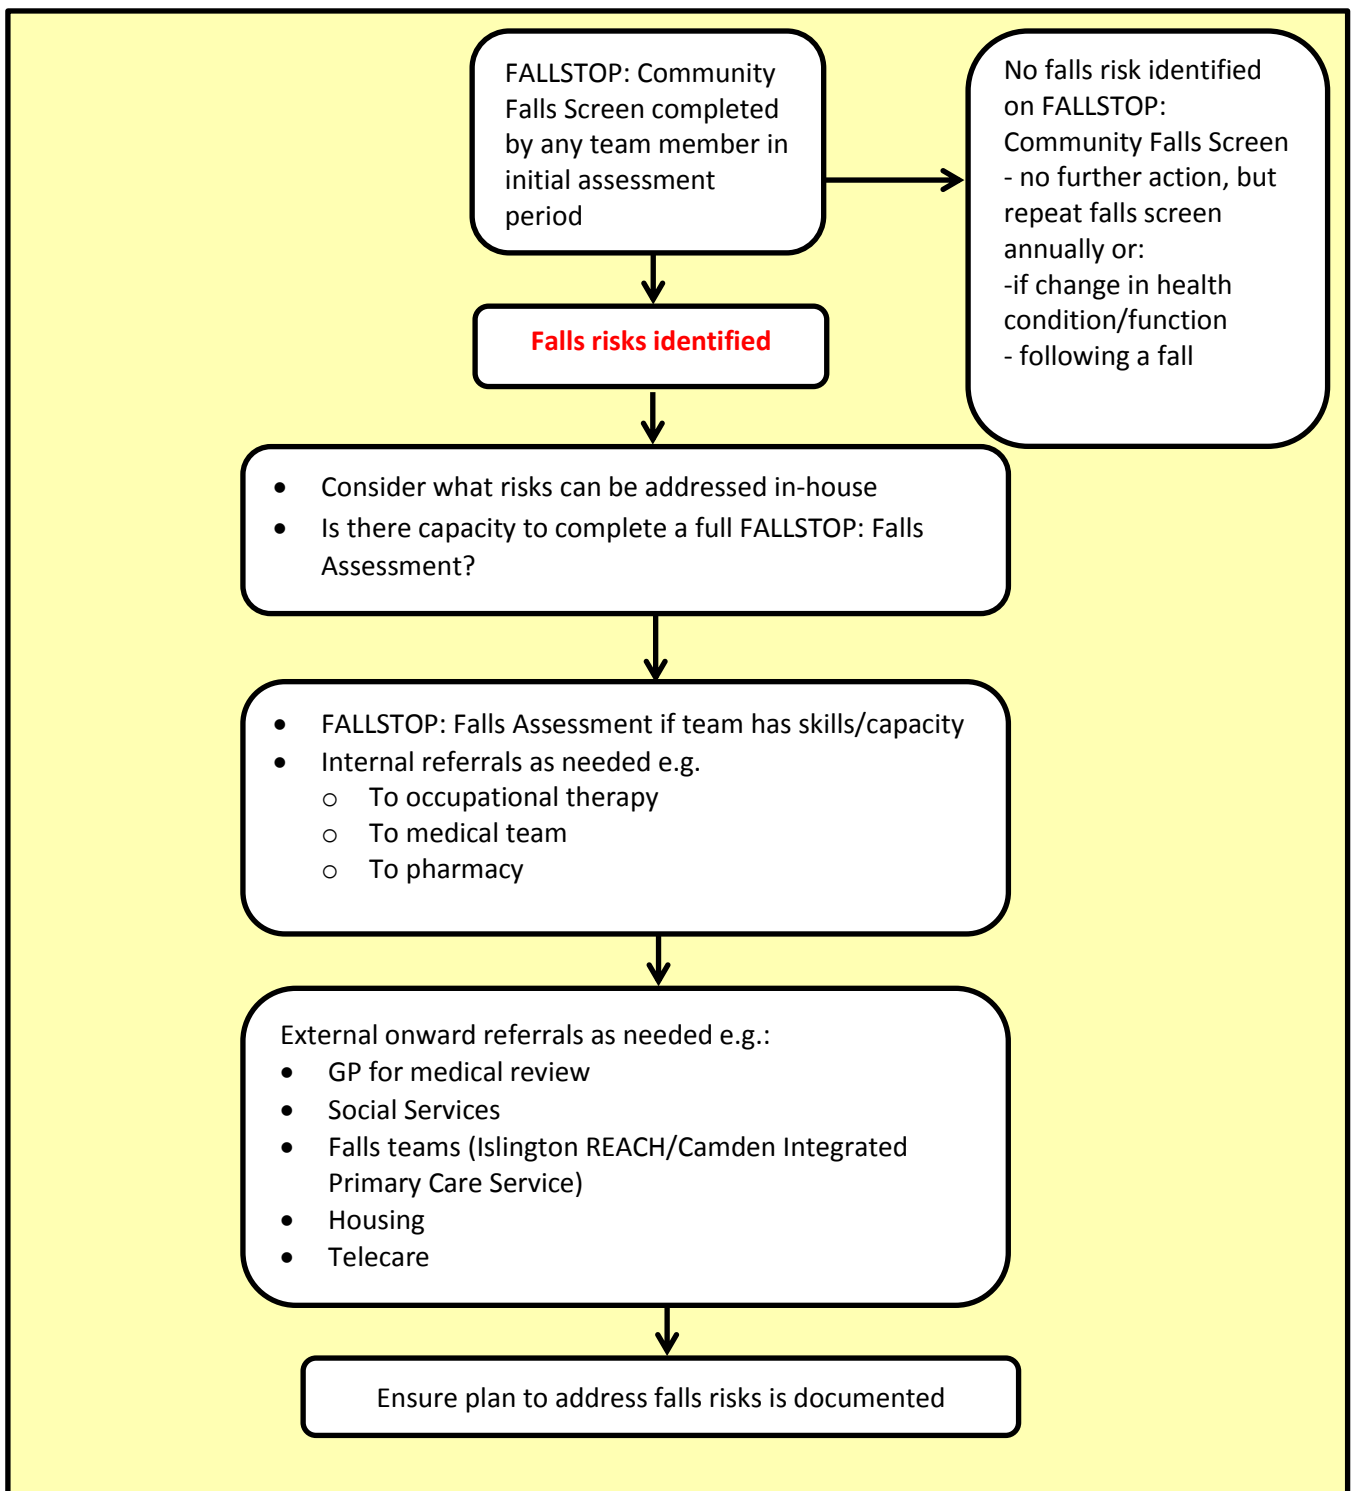 FALLSTOP: Community
Falls Screen completed
by any team member in
initial assessment
period
No falls risk identified
on FALLSTOP:
Community Falls Screen
- no further action, but
repeat falls screen
annually or:
-if change in health
condition/function
- following a fall
Falls risks identified
• Consider what risks can be addressed in-house
• Is there capacity to complete a full FALLSTOP: Falls
Assessment?
• FALLSTOP: Falls Assessment if team has skills/capacity
• Internal referrals as needed e.g.
o To occupational therapy
o To medical team
o To pharmacy
External onward referrals as needed e.g.:
• GP for medical review
• Social Services
• Falls teams (Islington REACH/Camden Integrated
Primary Care Service)
• Housing
• Telecare
Ensure plan to address falls risks is documented